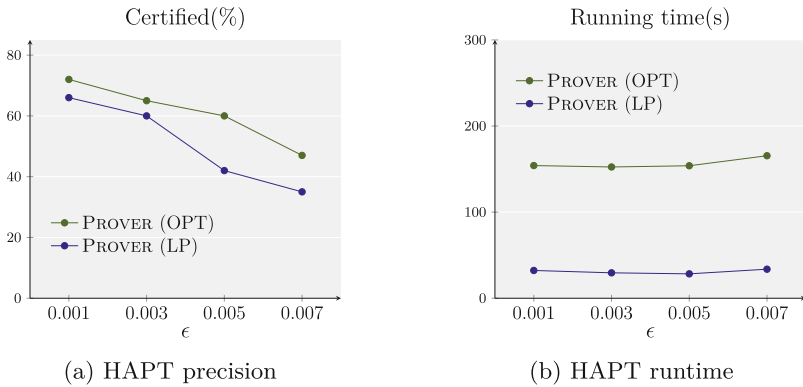 Certified(%)
80
60
40
20
0
PROVER (OPT)
PROVER (LP)
0.001 0.003 0.005 0.007
ϵ
(a) HAPT precision
Running time(s)
300
200
100
0
PROVER (OPT)
PROVER (LP)
0.001 0.003 0.005 0.007
ϵ
(b) HAPT runtime